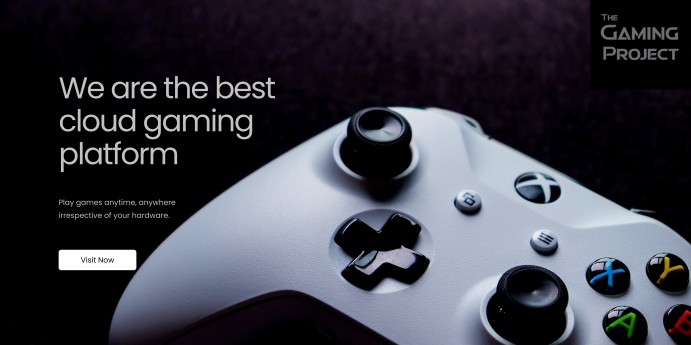 The
Gaming
Project
We are the best
cloud gaming
platform
Play games anytime, anywhere
irrespective of your hardware.
Visit Now
X
Y
A
B